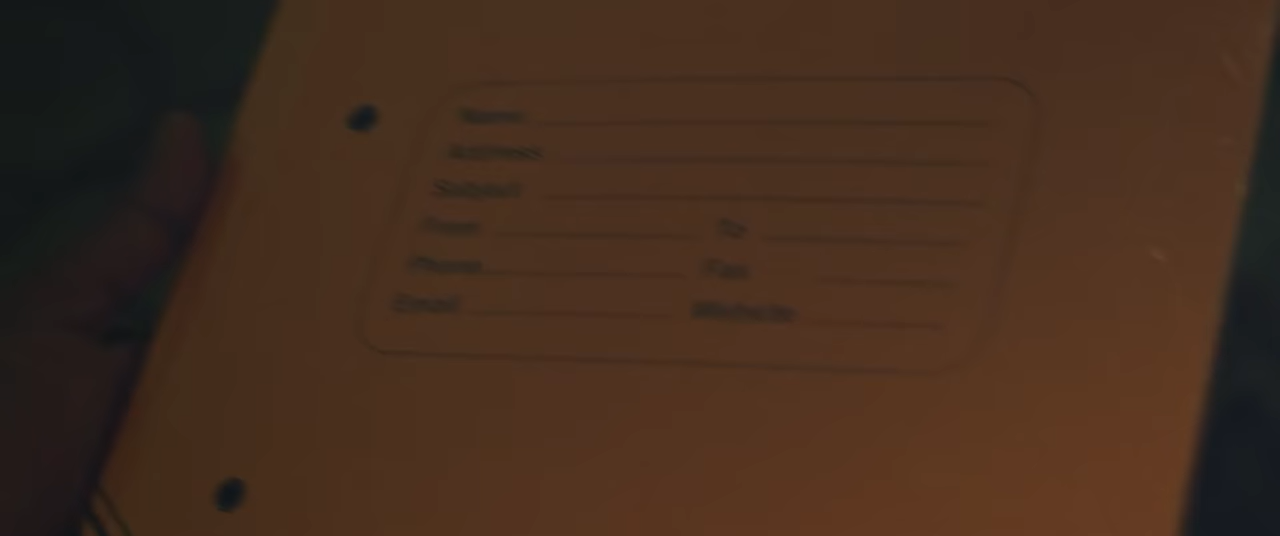 Name
Address
Subject
From To
Phone Fax
Email Website